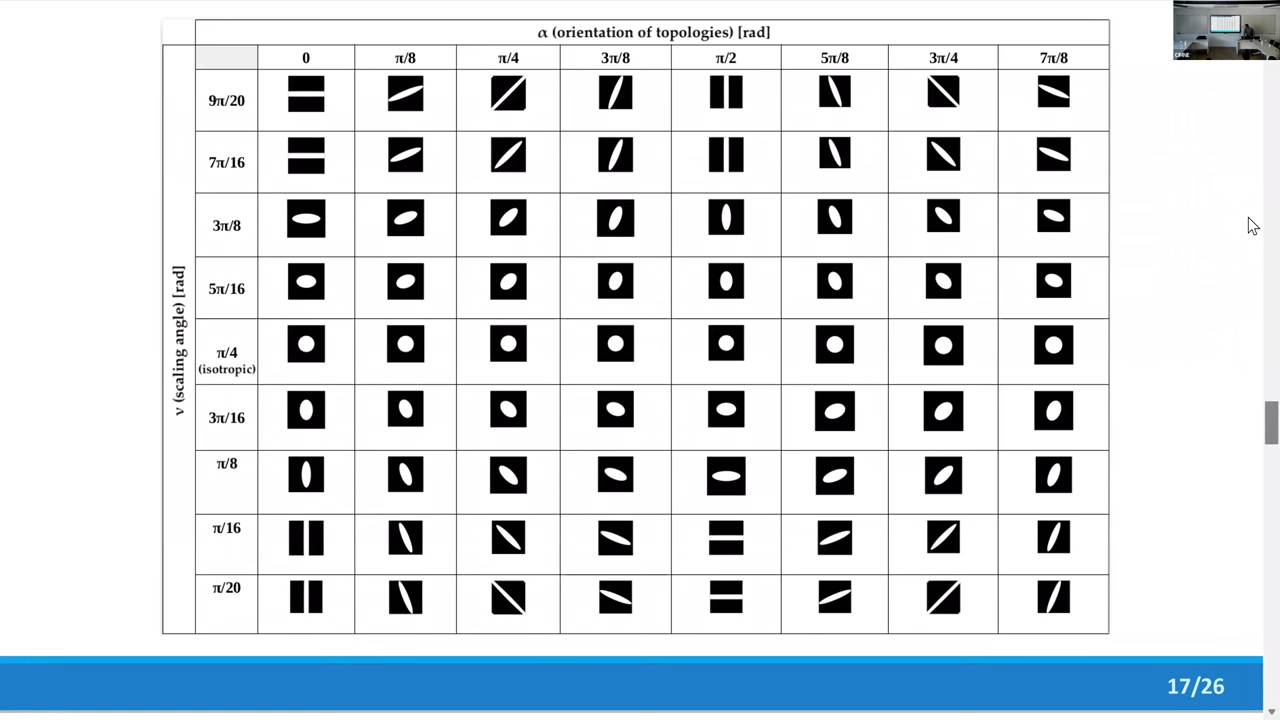 α (orientation of topologies) [rad]
0 π/8 π/4 3π/8 π/2 5π/8 3π/4 7π/8
ν (scaling angle) [rad]
9π/20
7π/16
3π/8
5π/16
π/4
(isotropic)
3π/16
π/8
π/16
π/20
CIMNE
17/26